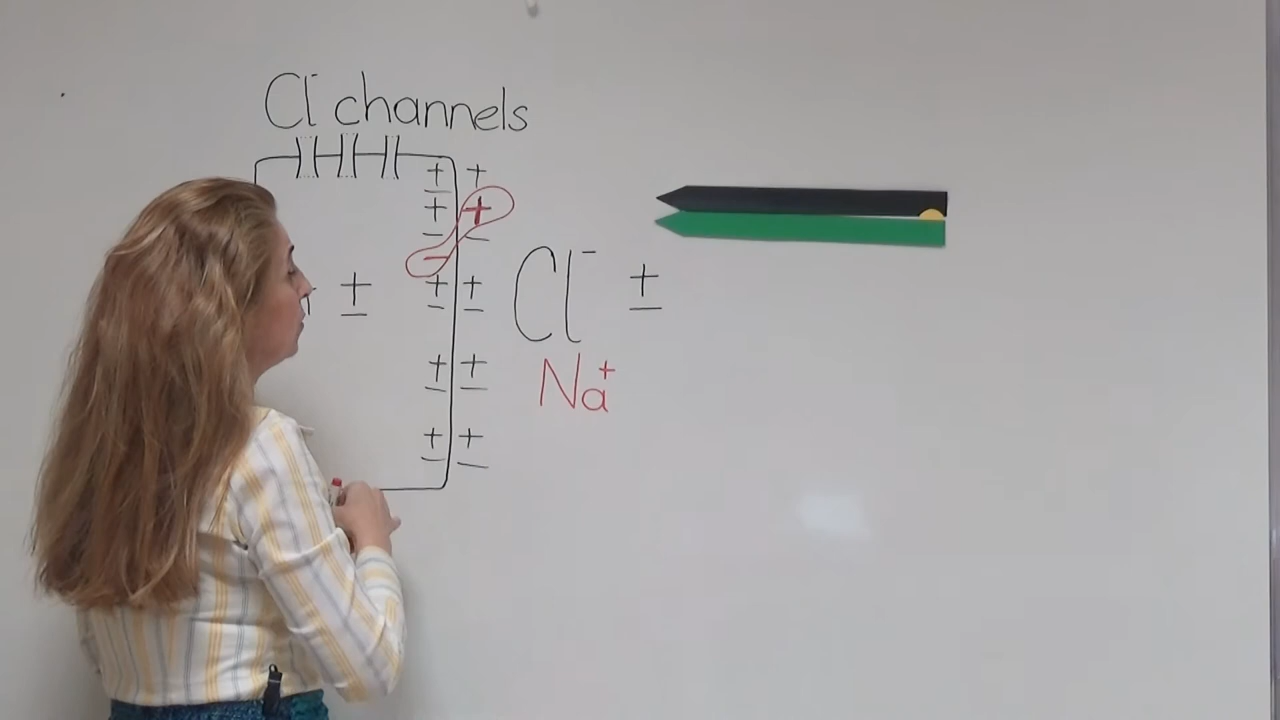 Cl⁻ channels
+ +
−
+ +
− −
−
± ± ± Cl⁻ ±
± ± Na⁺
± ±